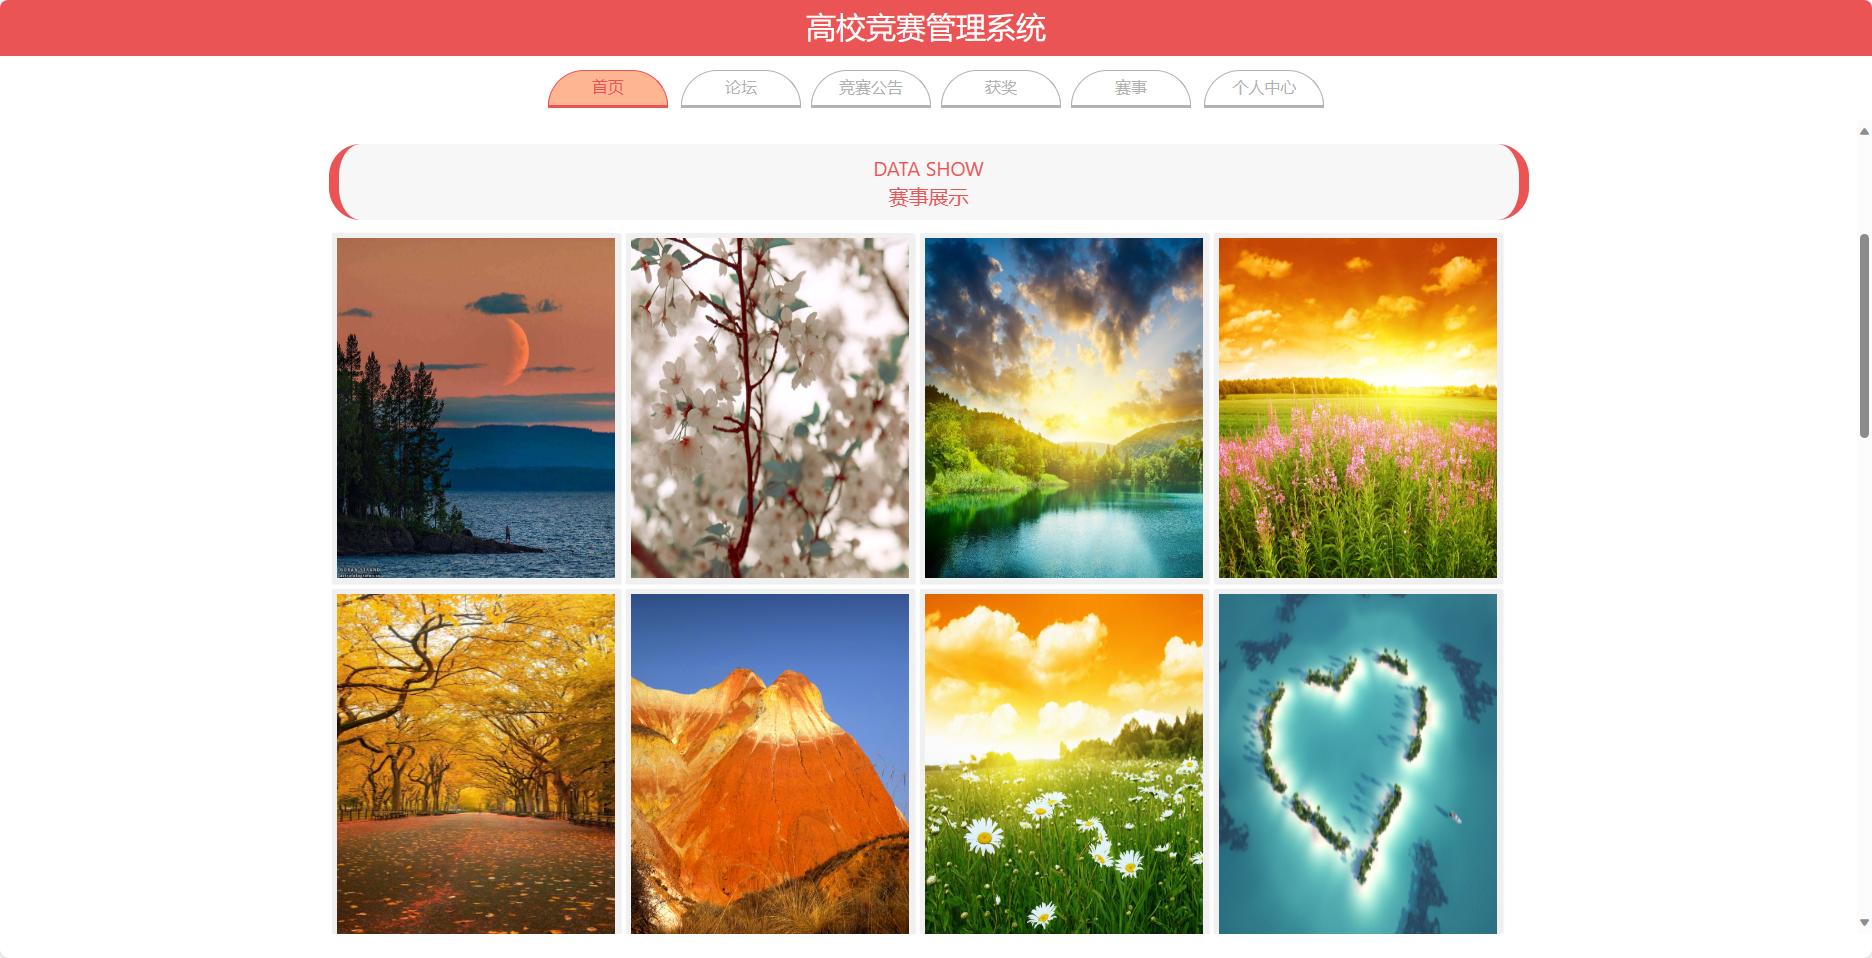 高校竞赛管理系统
首页
论坛
竞赛公告
获奖
赛事
个人中心
DATA SHOW
赛事展示